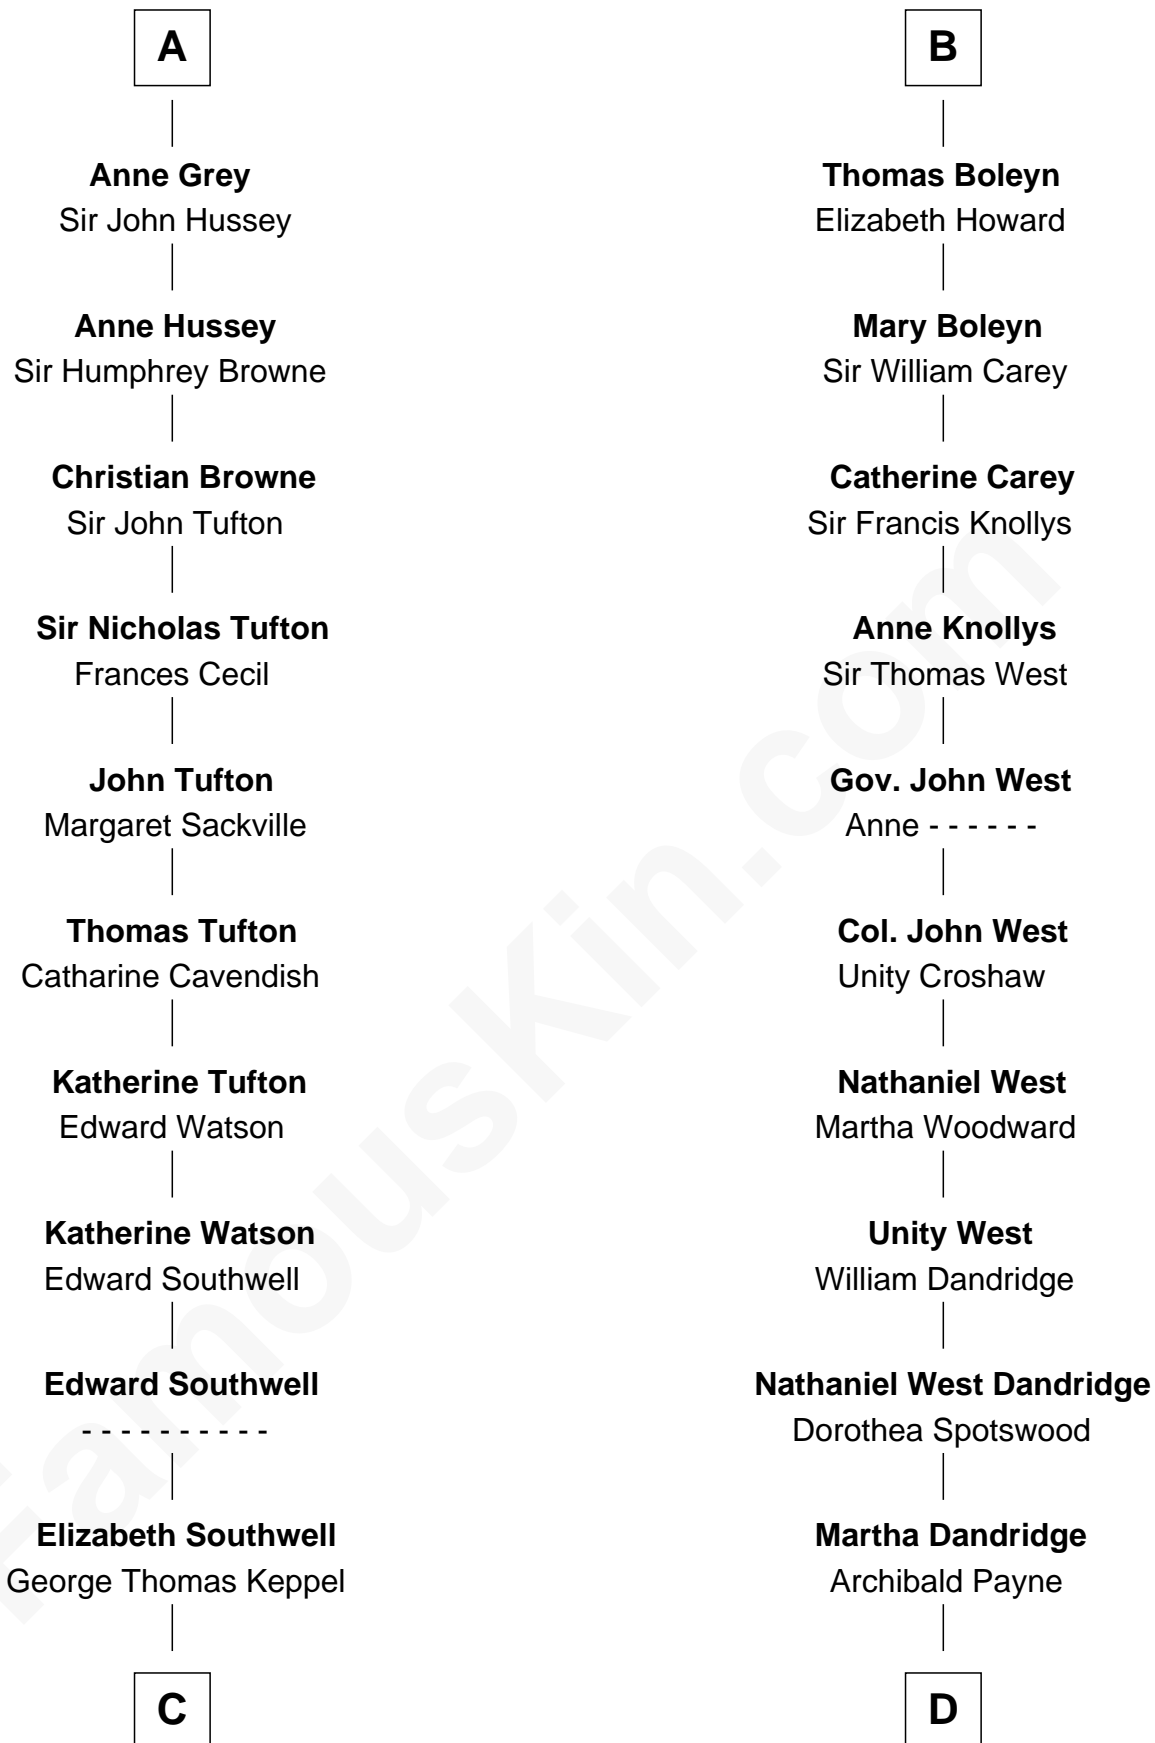 A
Anne Grey
Sir John Hussey
Anne Hussey
Sir Humphrey Browne
Christian Browne
Sir John Tufton
Sir Nicholas Tufton
Frances Cecil
John Tufton
Margaret Sackville
Thomas Tufton
Catharine Cavendish
Katherine Tufton
Edward Watson
Katherine Watson
Edward Southwell
Edward Southwell
- - - - - - - - - -
Elizabeth Southwell
George Thomas Keppel
C
B
Thomas Boleyn
Elizabeth Howard
Mary Boleyn
Sir William Carey
Catherine Carey
Sir Francis Knollys
Anne Knollys
Sir Thomas West
Gov. John West
Anne - - - - - -
Col. John West
Unity Croshaw
Nathaniel West
Martha Woodward
Unity West
William Dandridge
Nathaniel West Dandridge
Dorothea Spotswood
Martha Dandridge
Archibald Payne
D
FamousKin.com